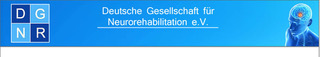 D G
N R
Deutsche Gesellschaft für
Neurorehabilitation e.V.